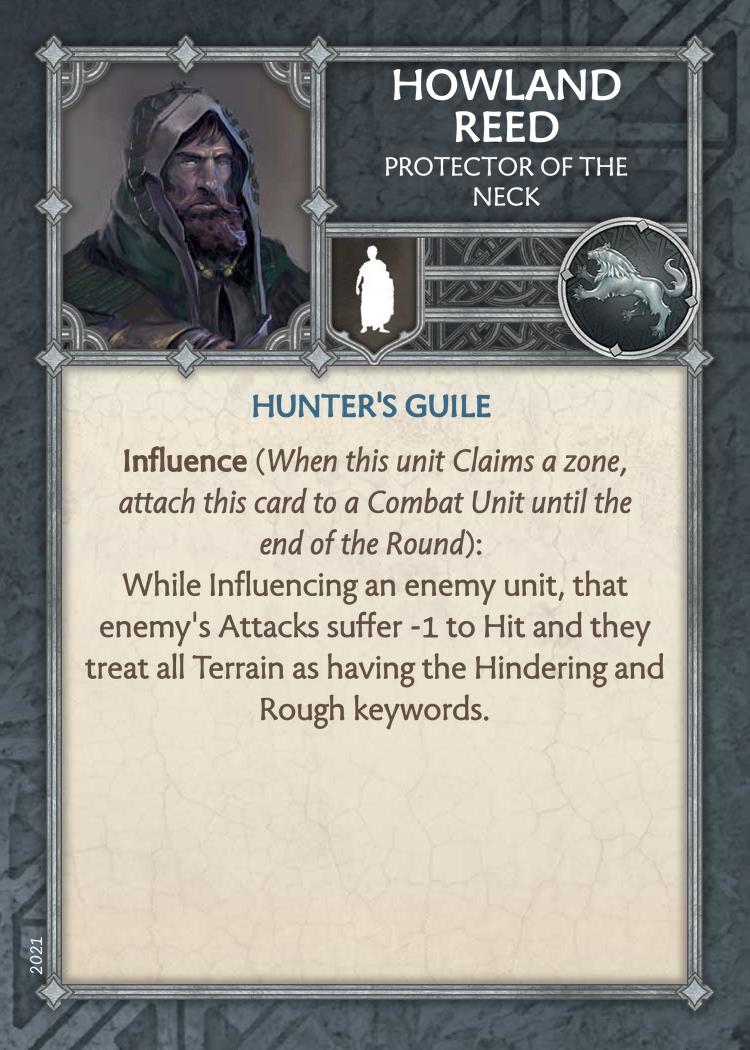 HOWLAND
REED
PROTECTOR OF THE
NECK
HUNTER'S GUILE
Influence (When this unit Claims a zone,
attach this card to a Combat Unit until the
end of the Round):
While Influencing an enemy unit, that
enemy's Attacks suffer -1 to Hit and they
treat all Terrain as having the Hindering and
Rough keywords.
2021